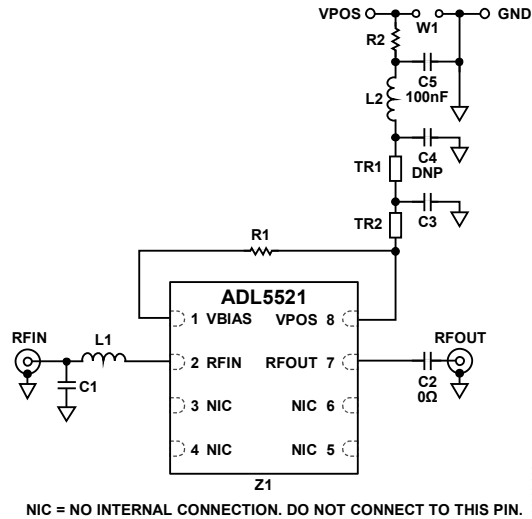 VPOS
W1
GND
R2
C5
100nF
L2
C4
DNP
TR1
C3
TR2
R1
ADL5521
1 VBIAS
VPOS 8
RFIN
L1
2 RFIN
RFOUT 7
RFOUT
C1
C2
0Ω
3 NIC
NIC 6
4 NIC
NIC 5
Z1
NIC = NO INTERNAL CONNECTION. DO NOT CONNECT TO THIS PIN.